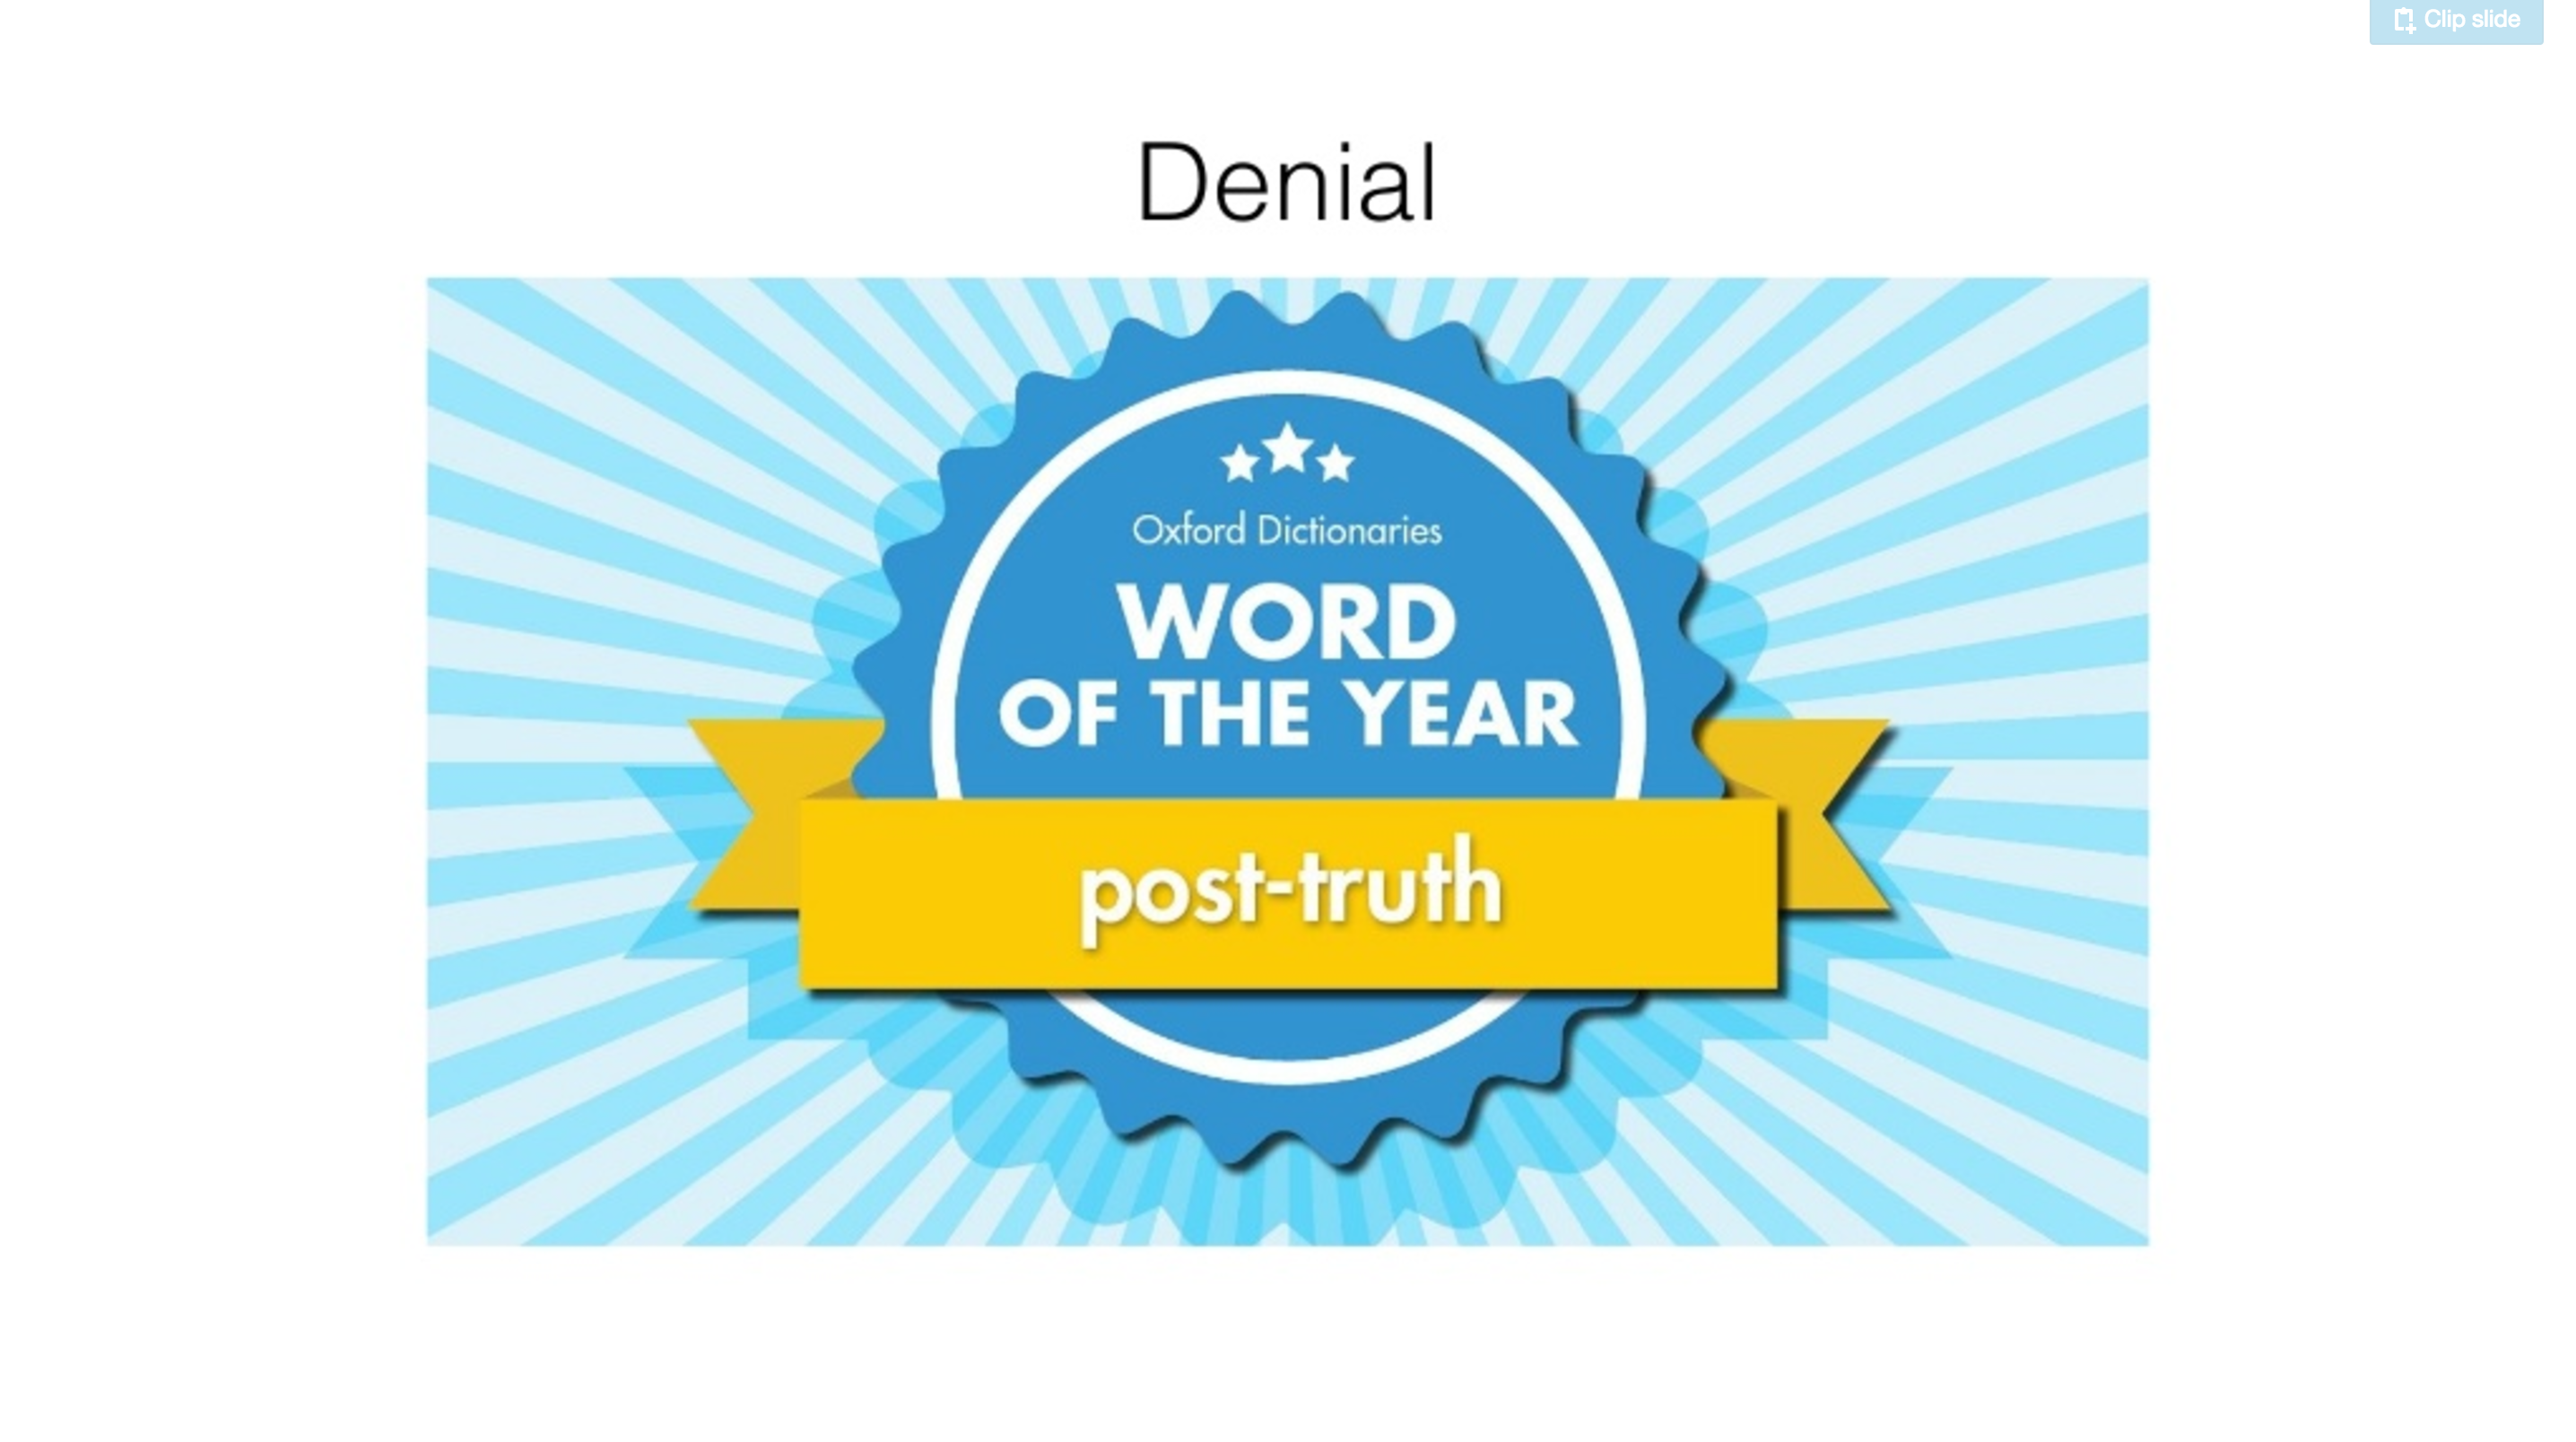 Clip slide
Denial
Oxford Dictionaries
WORD
OF THE YEAR
post-truth